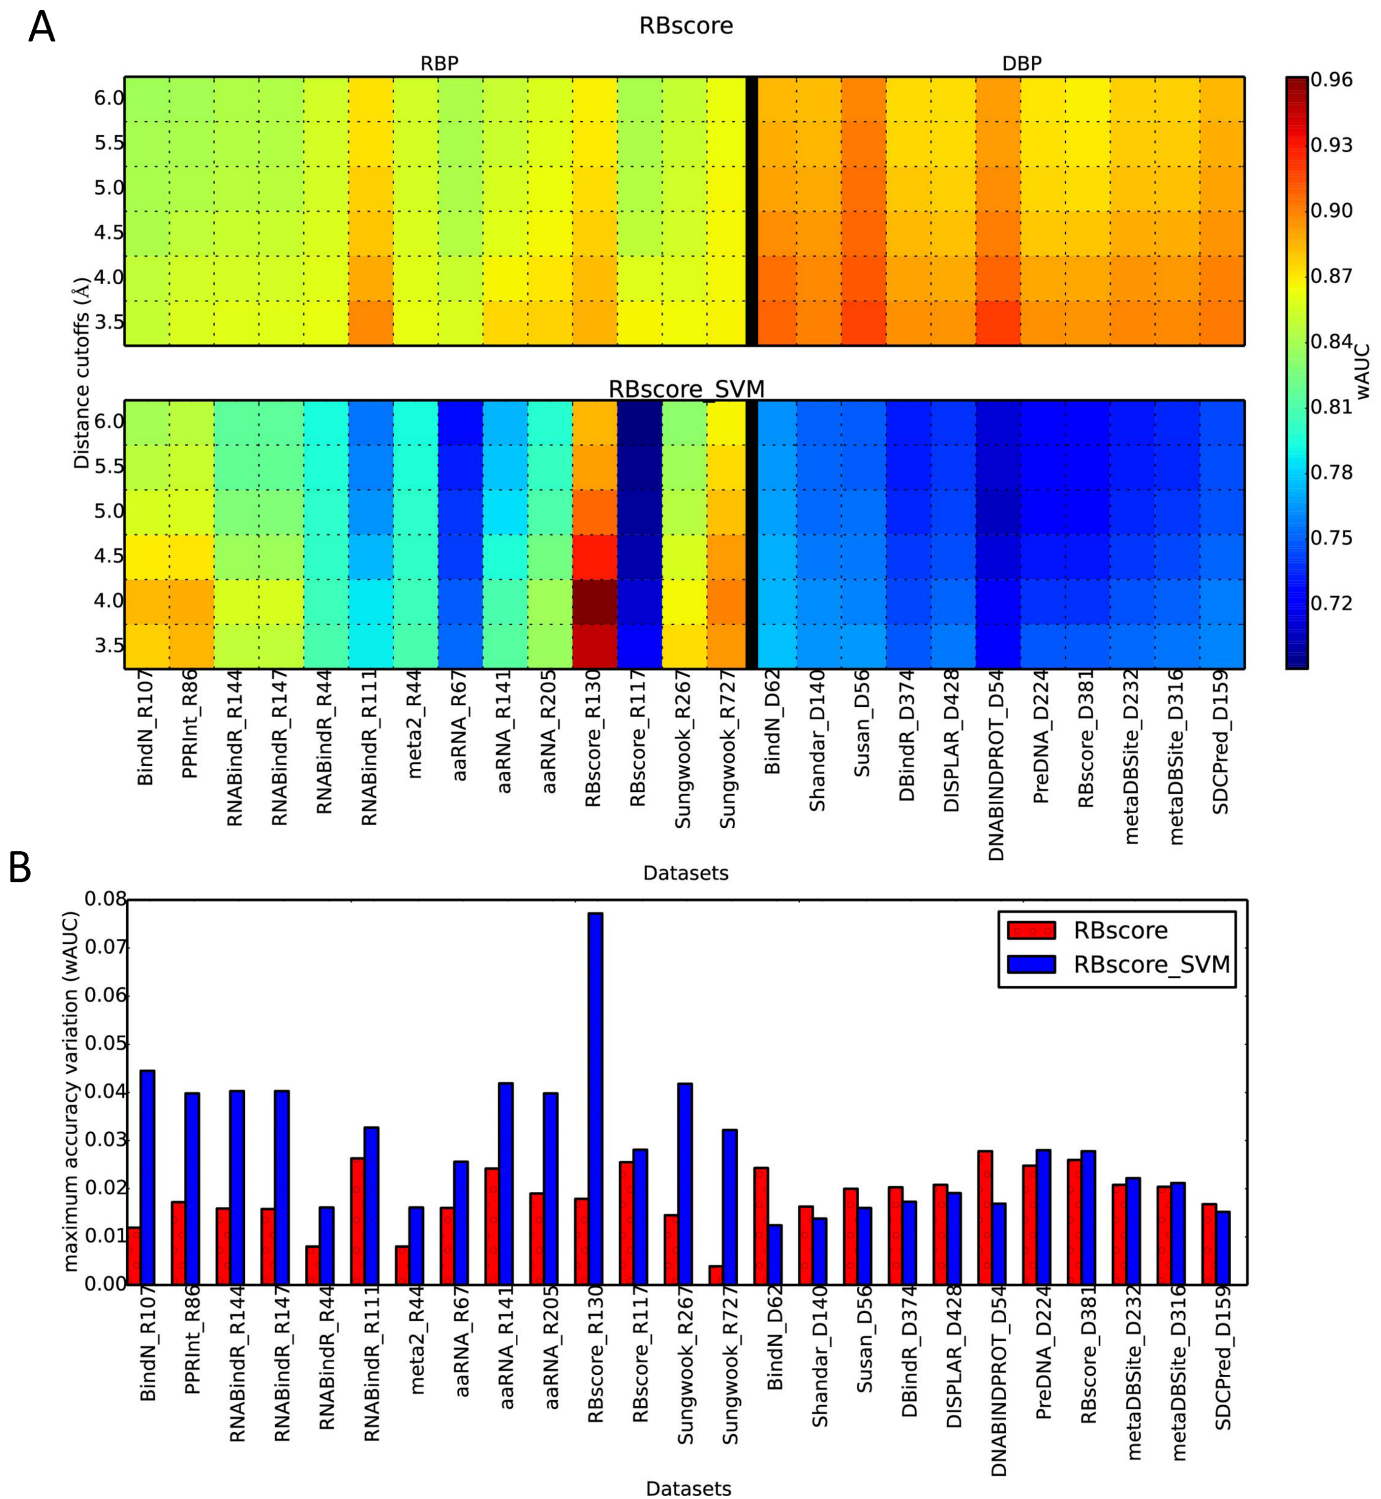 A
RBscore
RBP
DBP
6.0
5.5
5.0
4.5
4.0
3.5
Distance cutoffs (Å)
RBscore_SVM
6.0
5.5
5.0
4.5
4.0
3.5
0.96
0.93
0.90
0.87
0.84
0.81
0.78
0.75
0.72
wAUC
BindN_R107
PPRInt_R86
RNABindR_R144
RNABindR_R147
RNABindR_R44
RNABindR_R111
meta2_R44
aaRNA_R67
aaRNA_R141
aaRNA_R205
RBscore_R130
RBscore_R117
Sungwook_R267
Sungwook_R727
BindN_D62
Shandar_D140
Susan_D56
DBindR_D374
DISPLAR_D428
DNABINDPROT_D54
PreDNA_D224
RBscore_D381
metaDBSite_D232
metaDBSite_D316
SDCPred_D159
Datasets
B
maximum accuracy variation (wAUC)
0.08
0.07
0.06
0.05
0.04
0.03
0.02
0.01
0.00
RBscore
RBscore_SVM
BindN_R107
PPRInt_R86
RNABindR_R144
RNABindR_R147
RNABindR_R44
RNABindR_R111
meta2_R44
aaRNA_R67
aaRNA_R141
aaRNA_R205
RBscore_R130
RBscore_R117
Sungwook_R267
Sungwook_R727
BindN_D62
Shandar_D140
Susan_D56
DBindR_D374
DISPLAR_D428
DNABINDPROT_D54
PreDNA_D224
RBscore_D381
metaDBSite_D232
metaDBSite_D316
SDCPred_D159
Datasets